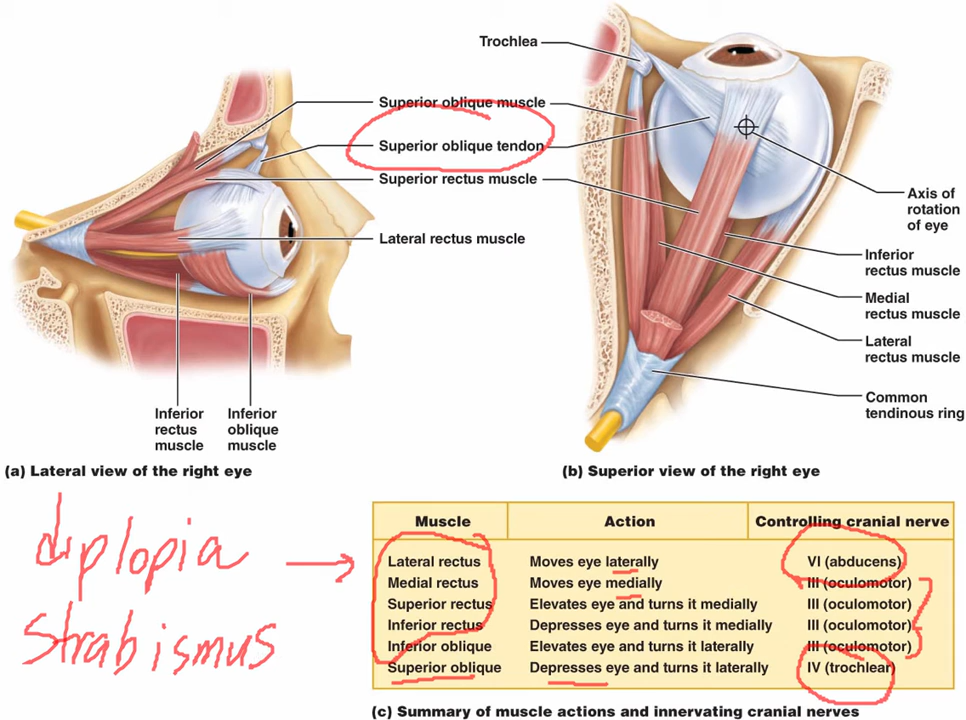 Trochlea
Superior oblique muscle
Superior oblique tendon
Superior rectus muscle
Lateral rectus muscle
Axis of
rotation
of eye
Inferior
rectus muscle
Medial
rectus muscle
Lateral
rectus muscle
Common
tendinous ring
Inferior
rectus
muscle
Inferior
oblique
muscle
(a) Lateral view of the right eye
(b) Superior view of the right eye
diplopia
Strabismus
Muscle Action Controlling cranial nerve
Lateral rectus Moves eye laterally VI (abducens)
Medial rectus Moves eye medially III (oculomotor)
Superior rectus Elevates eye and turns it medially III (oculomotor)
Inferior rectus Depresses eye and turns it medially III (oculomotor)
Inferior oblique Elevates eye and turns it laterally III (oculomotor)
Superior oblique Depresses eye and turns it laterally IV (trochlear)
(c) Summary of muscle actions and innervating cranial nerves